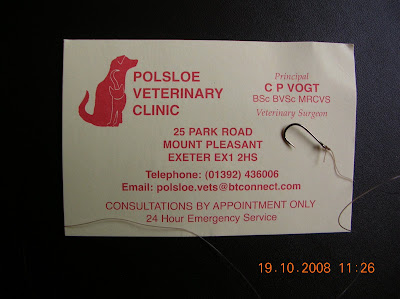 POLSLOE
VETERINARY
CLINIC
Principal
C P VOGT
BSc BVSc MRCVS
Veterinary Surgeon
25 PARK ROAD
MOUNT PLEASANT
EXETER EX1 2HS
Telephone: (01392) 436006
Email: polsloe.vets@btconnect.com
CONSULTATIONS BY APPOINTMENT ONLY
24 Hour Emergency Service
19.10.2008 11:26